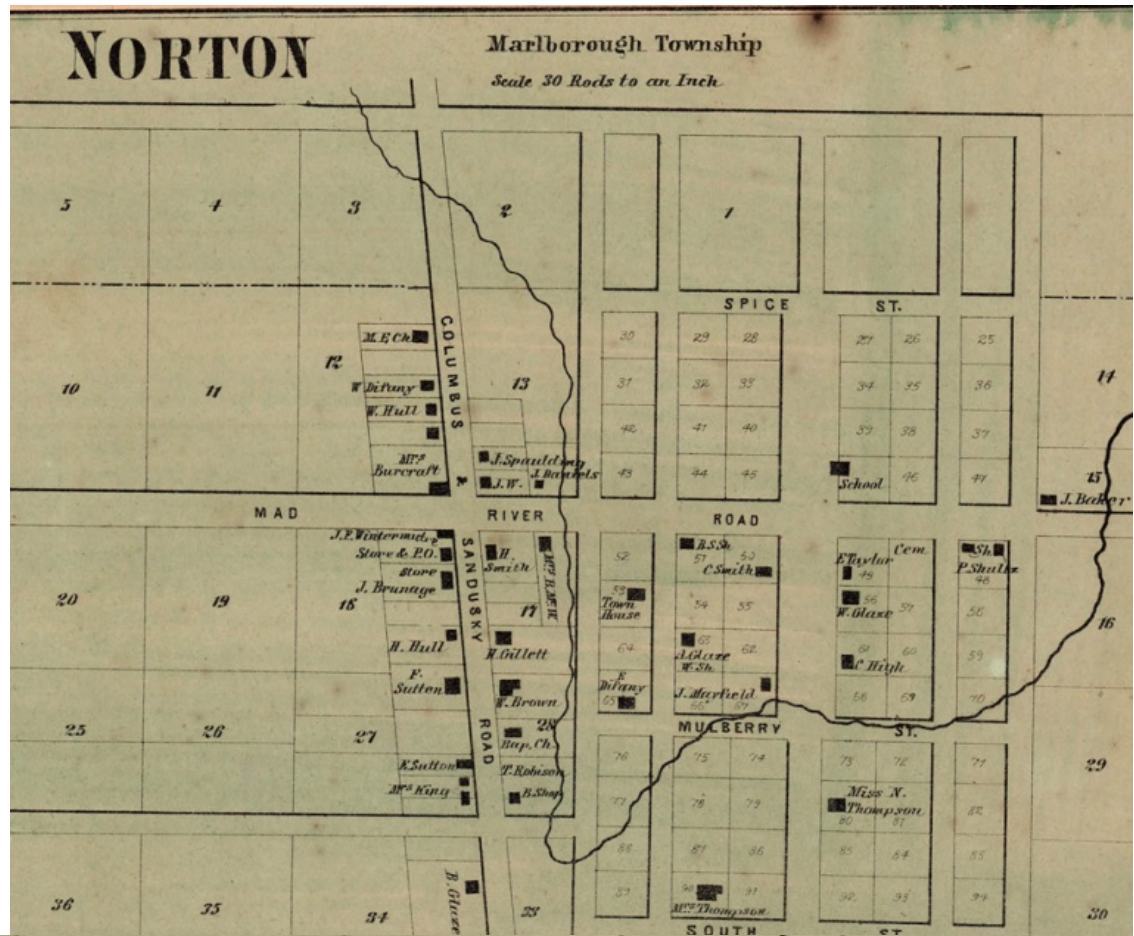 NORTON
Marlborough Township
Scale 30 Rods to an Inch
5
4
3
2
1
SPICE ST.
COLUMBUS & SANDUSKY ROAD
M.E. Ch.
12
10
11
13
14
W Difany
W. Hull
Mrs Burcraft
J. Spaulding
J. Daniels
J. W.
30
29
28
27
26
25
31
32
33
34
35
36
42
41
40
39
38
37
43
44
45
School
46
47
15
J. Baker
MAD RIVER ROAD
J. F. Wintermute
Store & P.O.
Store
J. Brunage
H. Smith
52
B.S. Sh
51
50
C Smith
E Taylor
49
Cem
Sh
P. Shultz
48
20
19
18
17
53
Town House
54
55
56
W. Glaze
57
58
16
H. Hull
H. Gillett
64
63
A. Glaze
W. Sh.
62
61
60
C High
59
F. Sutton
W. Brown
E Difany
65
J. Mayfield
66
67
68
69
70
25
26
27
28
MULBERRY ST.
Bap. Ch.
76
75
74
73
72
71
29
K Sutton
T. Robison
Mrs King
B. Shop
77
78
79
Miss N. Thompson
80
81
82
88
87
86
85
84
83
B. Glaze
89
90
91
Mrs Thompson
92
93
94
36
35
34
33
30
SOUTH ST.